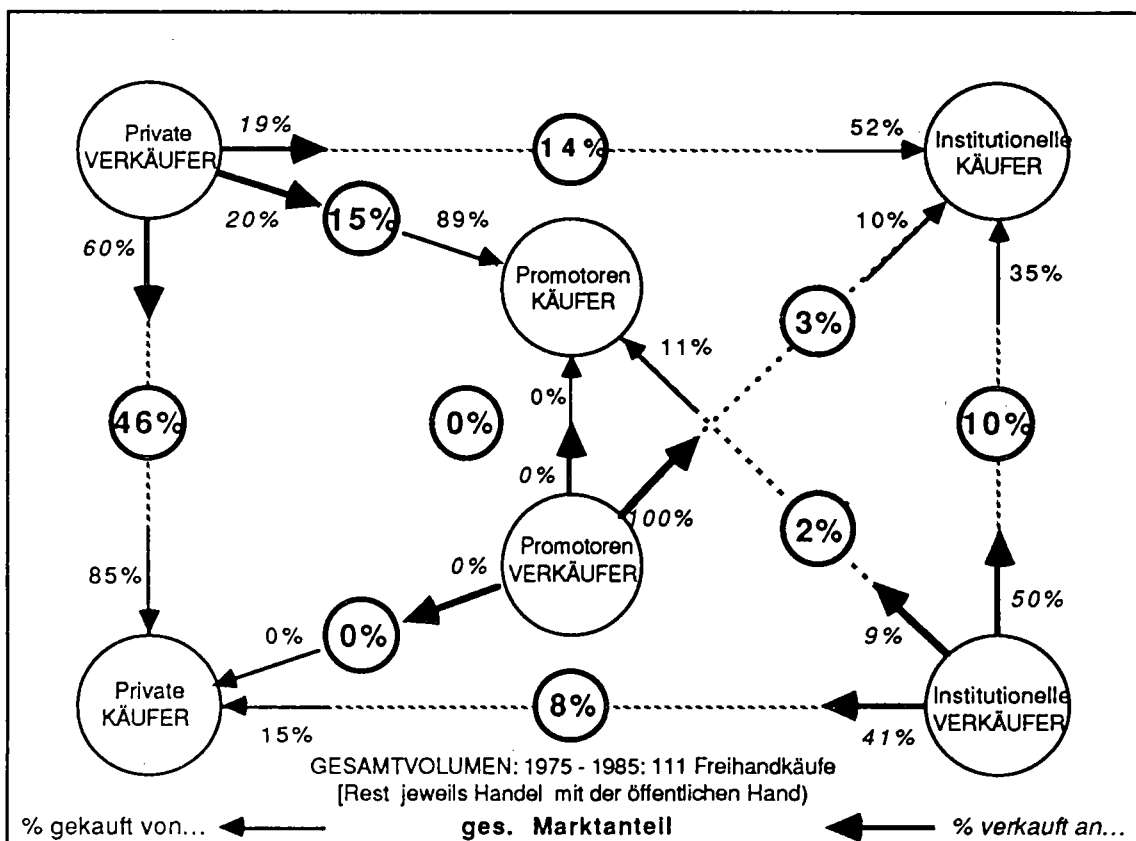 Private
VERKÄUFER
19%
14%
52%
Institutionelle
KÄUFER
20%
15%
89%
10%
60%
Promotoren
KÄUFER
35%
3%
11%
0%
46%
0%
10%
0%
100%
2%
Promotoren
VERKÄUFER
0%
85%
50%
0%
0%
9%
Private
KÄUFER
15%
8%
41%
Institutionelle
VERKÄUFER
GESAMTVOLUMEN: 1975 - 1985: 111 Freihandkäufe
[Rest jeweils Handel mit der öffentlichen Hand)
% gekauft von... ges. Marktanteil % verkauft an...